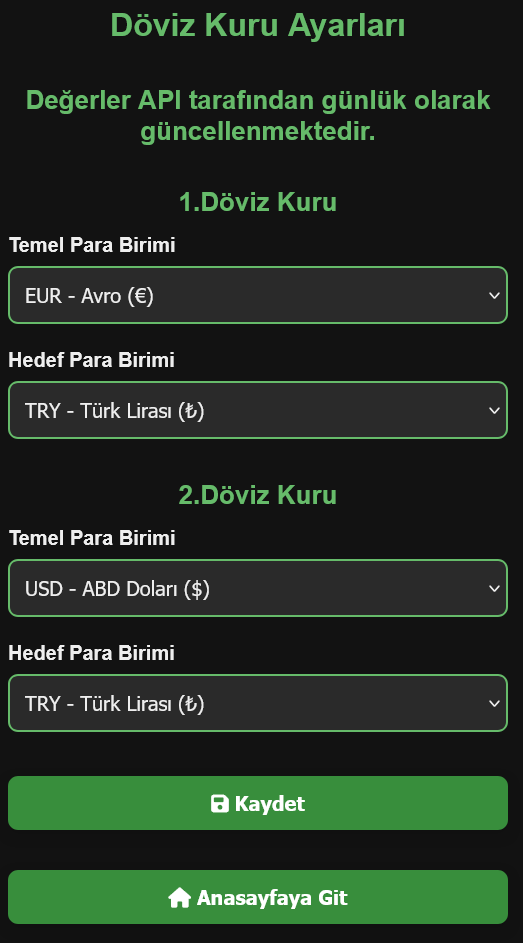 Döviz Kuru Ayarları
Değerler API tarafından günlük olarak
güncellenmektedir.
1.Döviz Kuru
Temel Para Birimi
EUR - Avro (€)
Hedef Para Birimi
TRY - Türk Lirası (₺)
2.Döviz Kuru
Temel Para Birimi
USD - ABD Doları ($)
Hedef Para Birimi
TRY - Türk Lirası (₺)
Kaydet
Anasayfaya Git